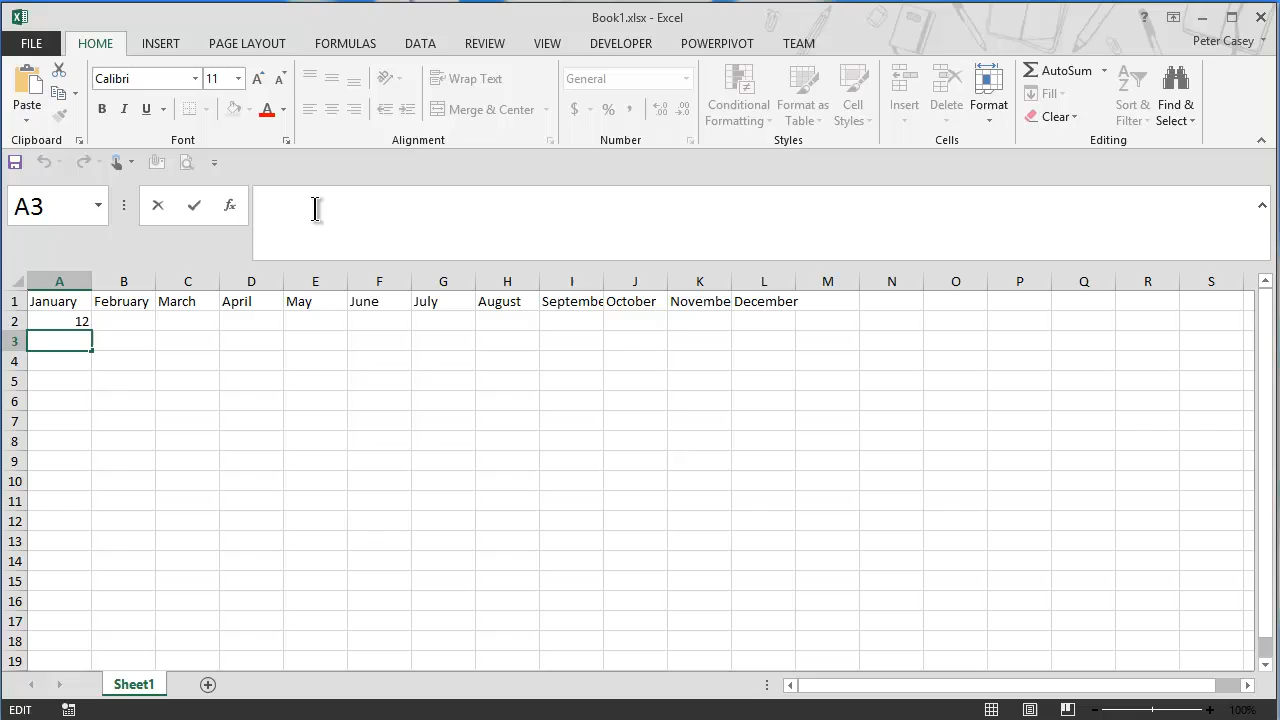 Book1.xlsx - Excel
?
FILE HOME INSERT PAGE LAYOUT FORMULAS DATA REVIEW VIEW DEVELOPER POWERPIVOT TEAM Peter Casey
Calibri 11 Wrap Text General AutoSum
Paste B I U A Merge & Center $ % , Conditional Formatting Format as Table Cell Styles Insert Delete Format Fill Clear Sort & Filter Find & Select
Clipboard Font Alignment Number Styles Cells Editing
A3 fx
A B C D E F G H I J K L M N O P Q R S
1 January February March April May June July August Septembe October Novembe December
2 12
3
4
5
6
7
8
9
10
11
12
13
14
15
16
17
18
19
Sheet1
EDIT 100%